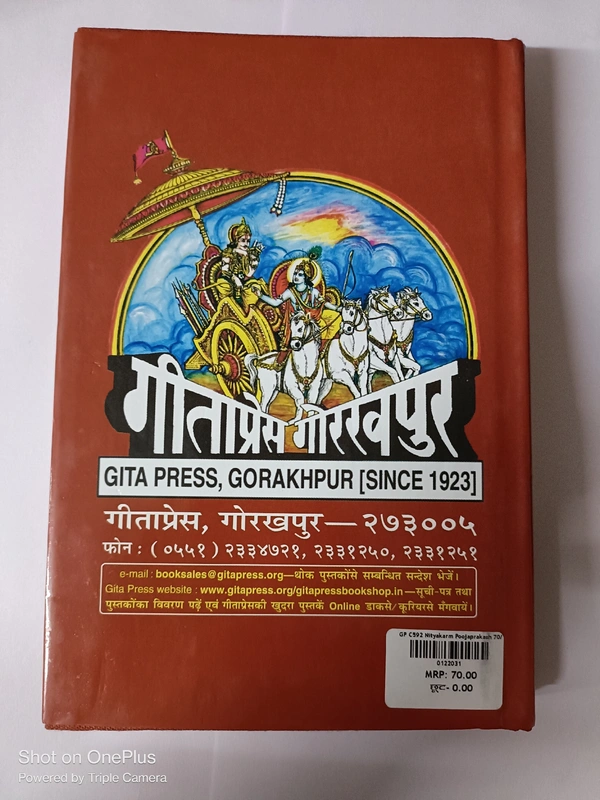 गीताप्रेस गोरखपुर
GITA PRESS, GORAKHPUR [SINCE 1923]
गीताप्रेस, गोरखपुर—२७३००५
फोन : (०५५१) २३३४७२१, २३३१२५०, २३३१२५१
e-mail : booksales@gitapress.org—थोक पुस्तकोंसे सम्बन्धित सन्देश भेजें।
Gita Press website : www.gitapress.org/gitapressbookshop.in—सूची-पत्र तथा
पुस्तकोंका विवरण पढ़ें एवं गीताप्रेसकी खुदरा पुस्तकें Online डाकसे/कूरियरसे मँगवायें।
GP C592 Nityakarm Poojaprakash 70/
0122031
MRP: 70.00
छूट- 0.00
Shot on OnePlus
Powered by Triple Camera